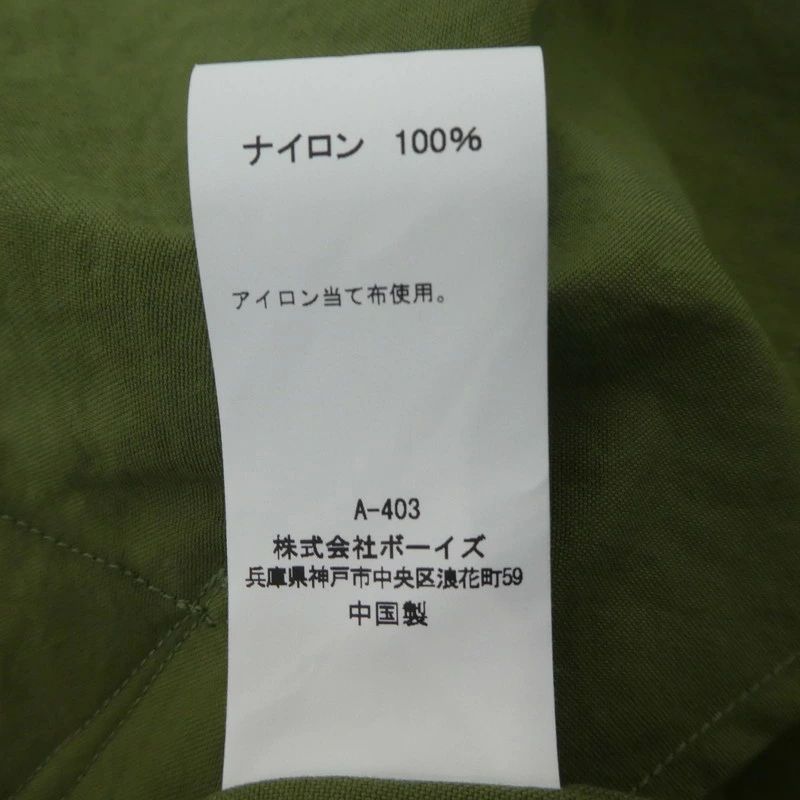 ナイロン 100%
アイロン当て布使用。
A-403
株式会社ボーイズ
兵庫県神戸市中央区浪花町59
中国製